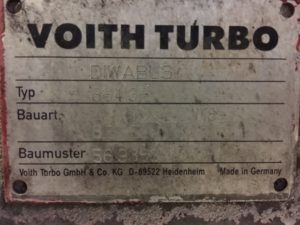 VOITH TURBO
DIWABUS
Typ
Bauart
Baumuster
Voith Turbo GmbH & Co. KG D-89522 Heidenheim Made in Germany